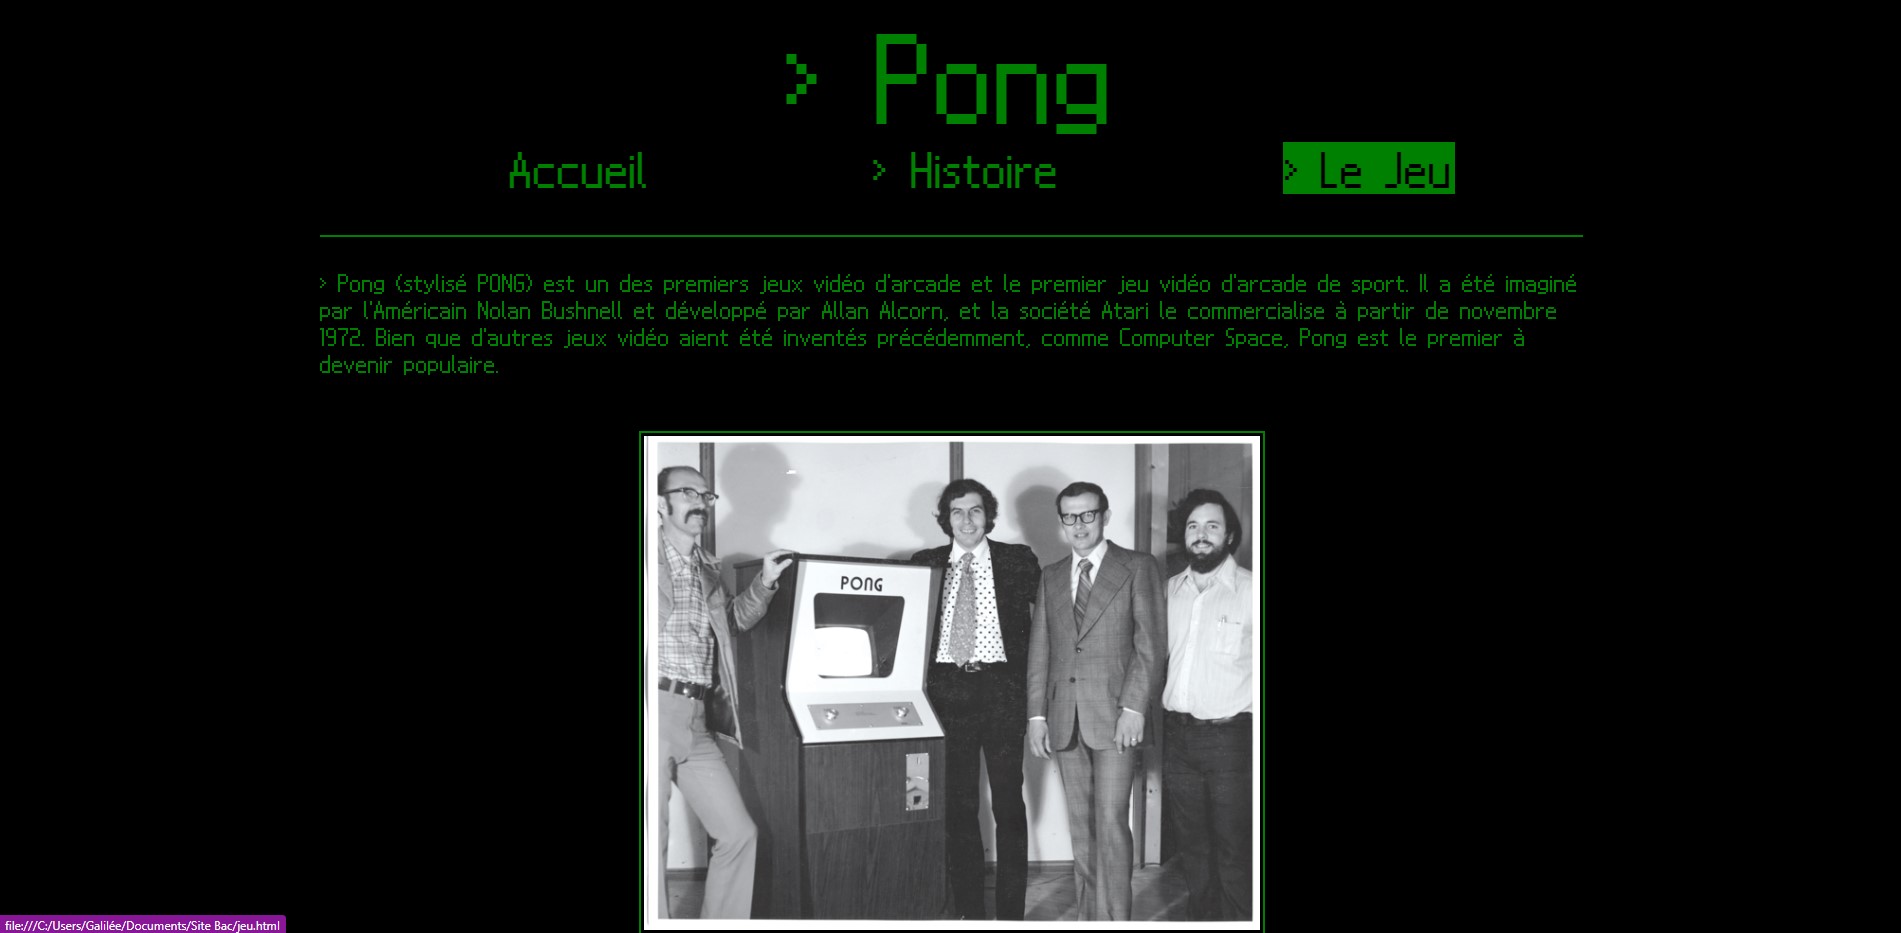 > Pong
Accueil > Histoire > Le Jeu
> Pong (stylisé PONG) est un des premiers jeux vidéo d'arcade et le premier jeu vidéo d'arcade de sport. Il a été imaginé
par l'Américain Nolan Bushnell et développé par Allan Alcorn, et la société Atari le commercialise à partir de novembre
1972. Bien que d'autres jeux vidéo aient été inventés précédemment, comme Computer Space, Pong est le premier à
devenir populaire.
PONG
file:///C:/Users/Galilée/Documents/Site Bac/jeu.html